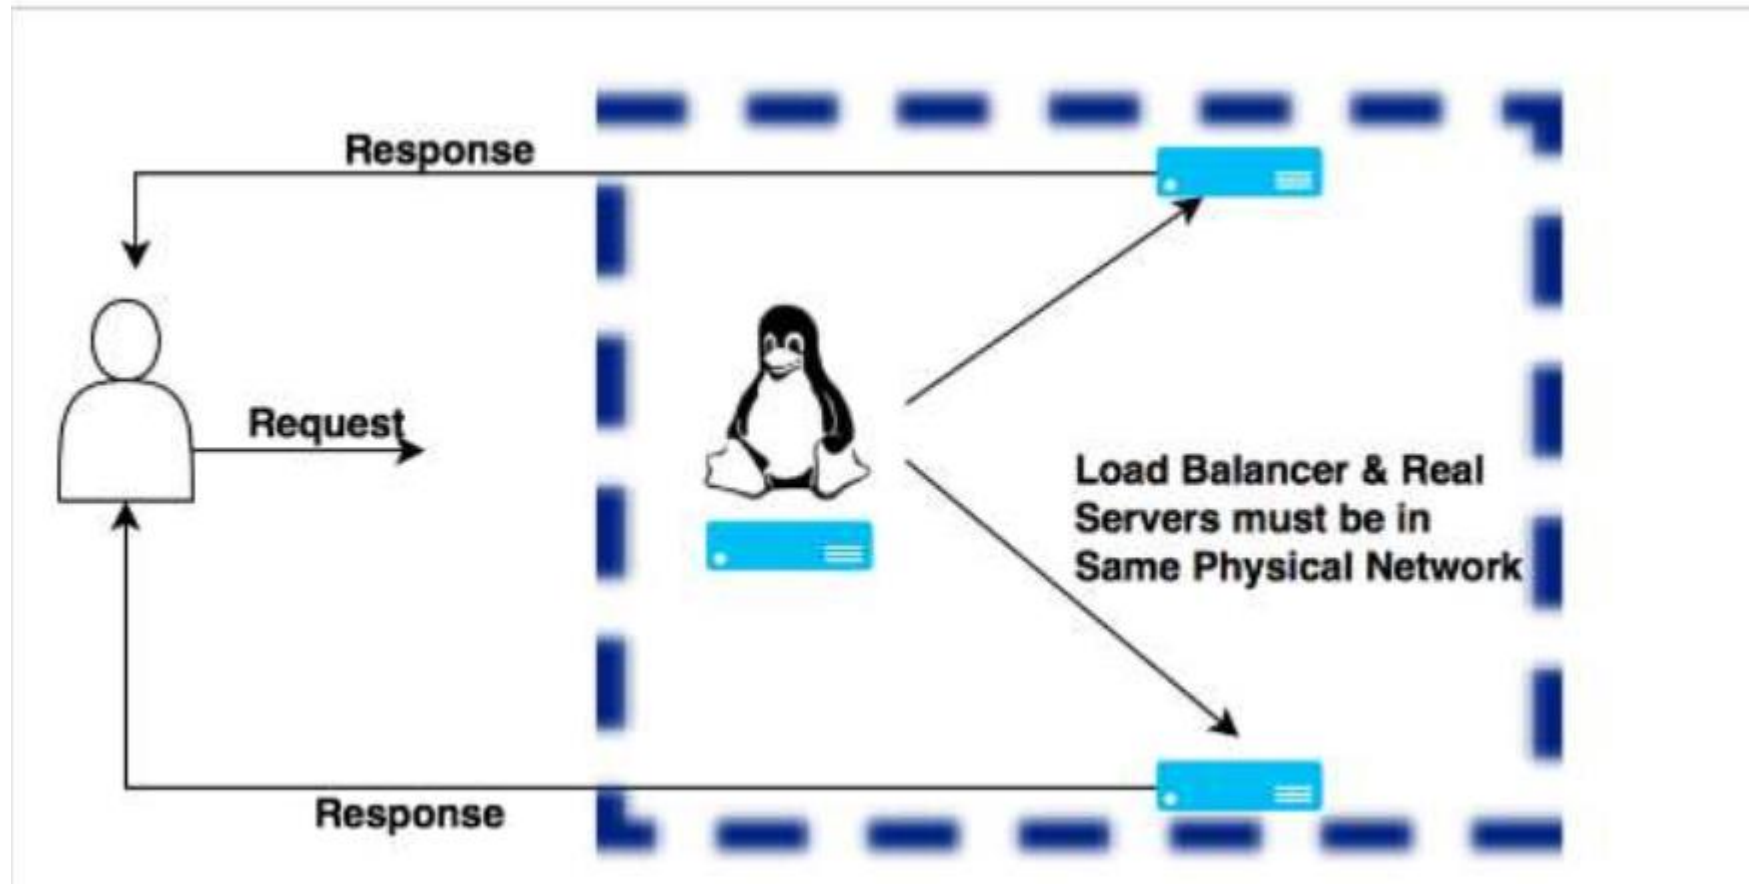 Response
Request
Load Balancer & Real
Servers must be in
Same Physical Network
Response